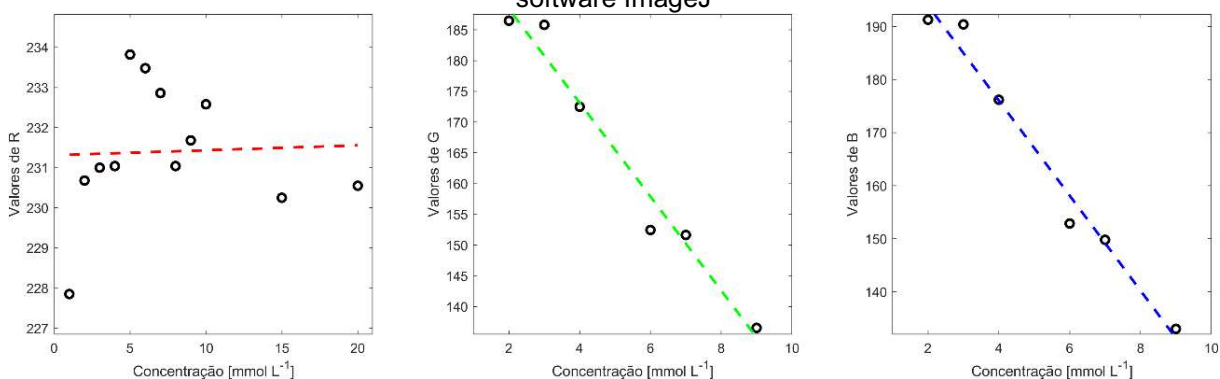 software ImageJ
234
233
232
231
230
229
228
227
0 5 10 15 20
Concentração [mmol L-1]
Valores de R
185
180
175
170
165
160
155
150
145
140
2 4 6 8 10
Concentração [mmol L-1]
Valores de G
190
180
170
160
150
140
2 4 6 8 10
Concentração [mmol L-1]
Valores de B